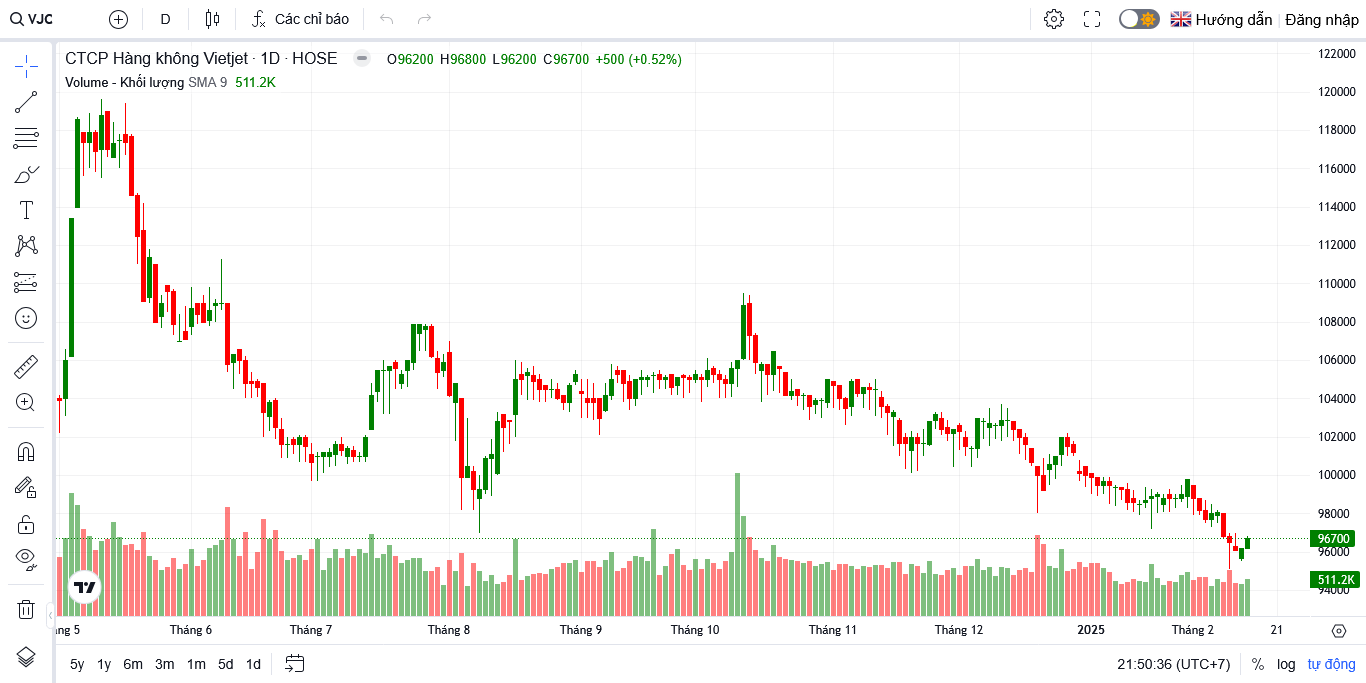 VJC D Các chỉ báo Hướng dẫn Đăng nhập
CTCP Hàng không Vietjet · 1D · HOSE O96200 H96800 L96200 C96700 +500 (+0.52%)
Volume - Khối lượng SMA 9 511.2K
122000
120000
118000
116000
114000
112000
110000
108000
106000
104000
102000
100000
98000
96700
96000
511.2K
94000
ng 5 Tháng 6 Tháng 7 Tháng 8 Tháng 9 Tháng 10 Tháng 11 Tháng 12 2025 Tháng 2 21
5y 1y 6m 3m 1m 5d 1d 21:50:36 (UTC+7) % log tự động